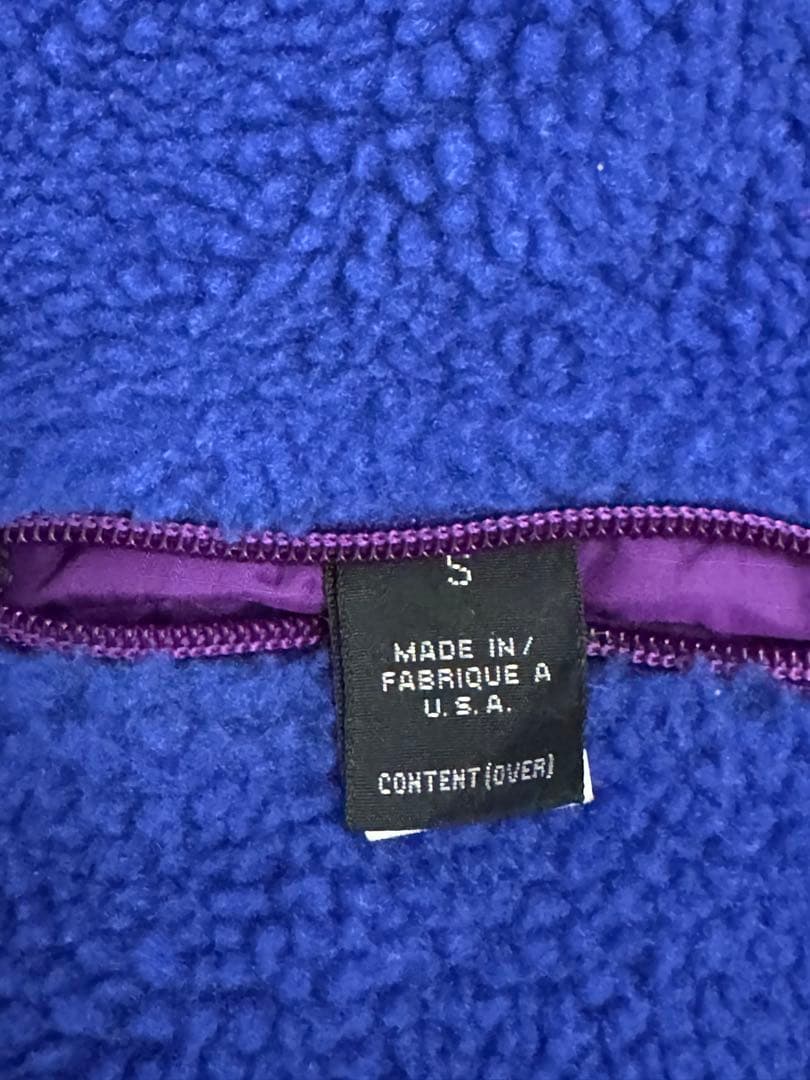 S
MADE IN /
FABRIQUE A
U.S.A.
CONTENT (OVER)